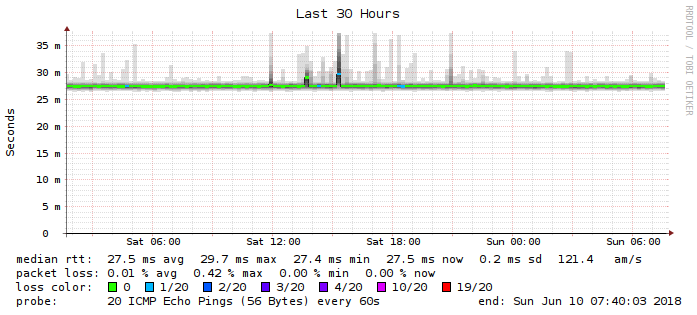 Last 30 Hours
RRDTOOL / TOBI OETIKER
Seconds
35 m
30 m
25 m
20 m
15 m
10 m
5 m
0
Sat 06:00 Sat 12:00 Sat 18:00 Sun 00:00 Sun 06:00
median rtt: 27.5 ms avg 29.7 ms max 27.4 ms min 27.5 ms now 0.2 ms sd 121.4 am/s
packet loss: 0.01 % avg 0.42 % max 0.00 % min 0.00 % now
loss color: 0 1/20 2/20 3/20 4/20 10/20 19/20
probe: 20 ICMP Echo Pings (56 Bytes) every 60s end: Sun Jun 10 07:40:03 2018